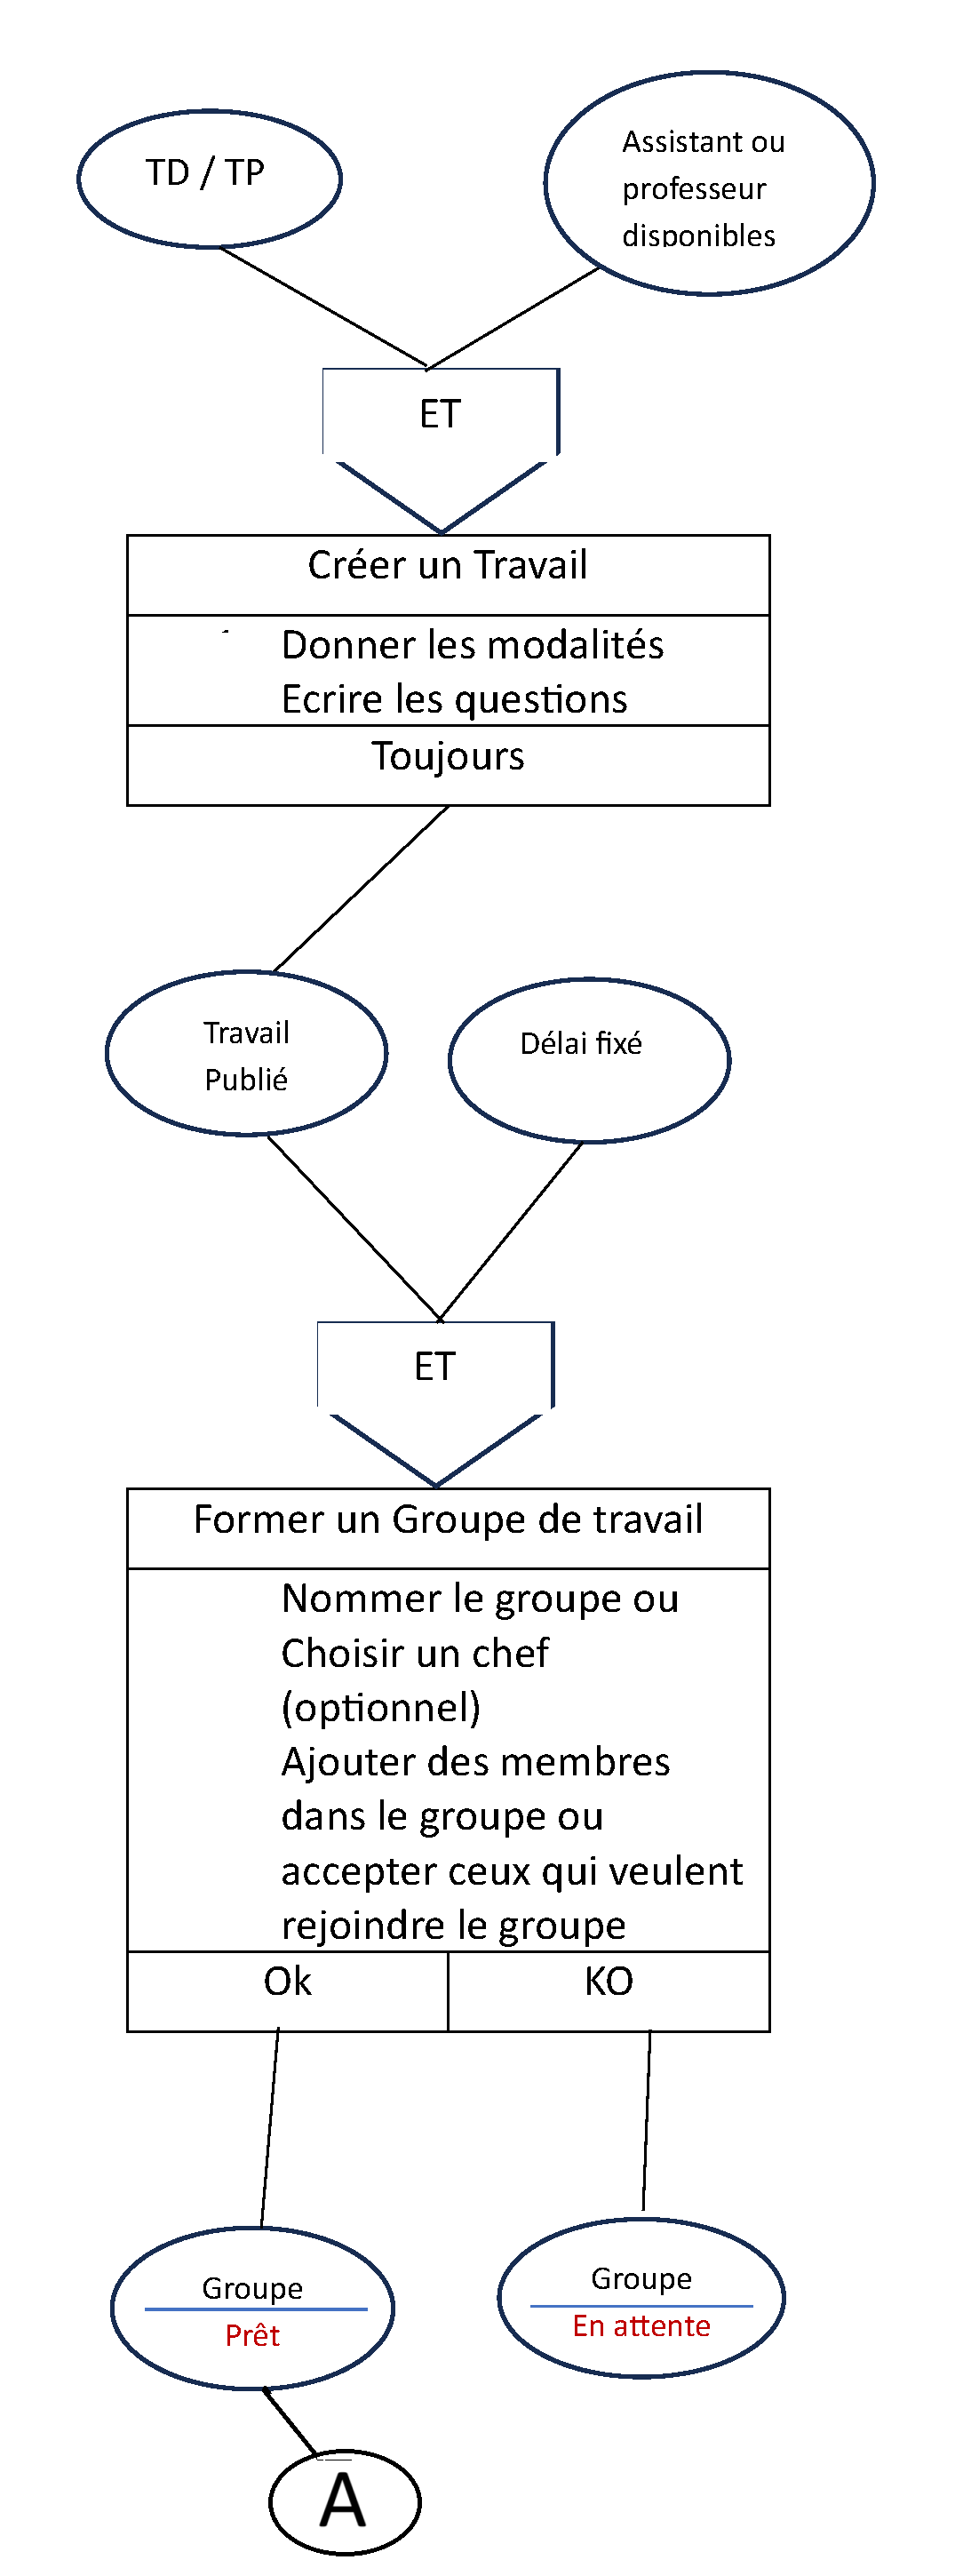 TD / TP
Assistant ou
professeur
disponibles
ET
Créer un Travail
Donner les modalités
Ecrire les questions
Toujours
Travail
Publié
Délai fixé
ET
Former un Groupe de travail
Nommer le groupe ou
Choisir un chef
(optionnel)
Ajouter des membres
dans le groupe ou
accepter ceux qui veulent
rejoindre le groupe
Ok
KO
Groupe
Prêt
Groupe
En attente
A